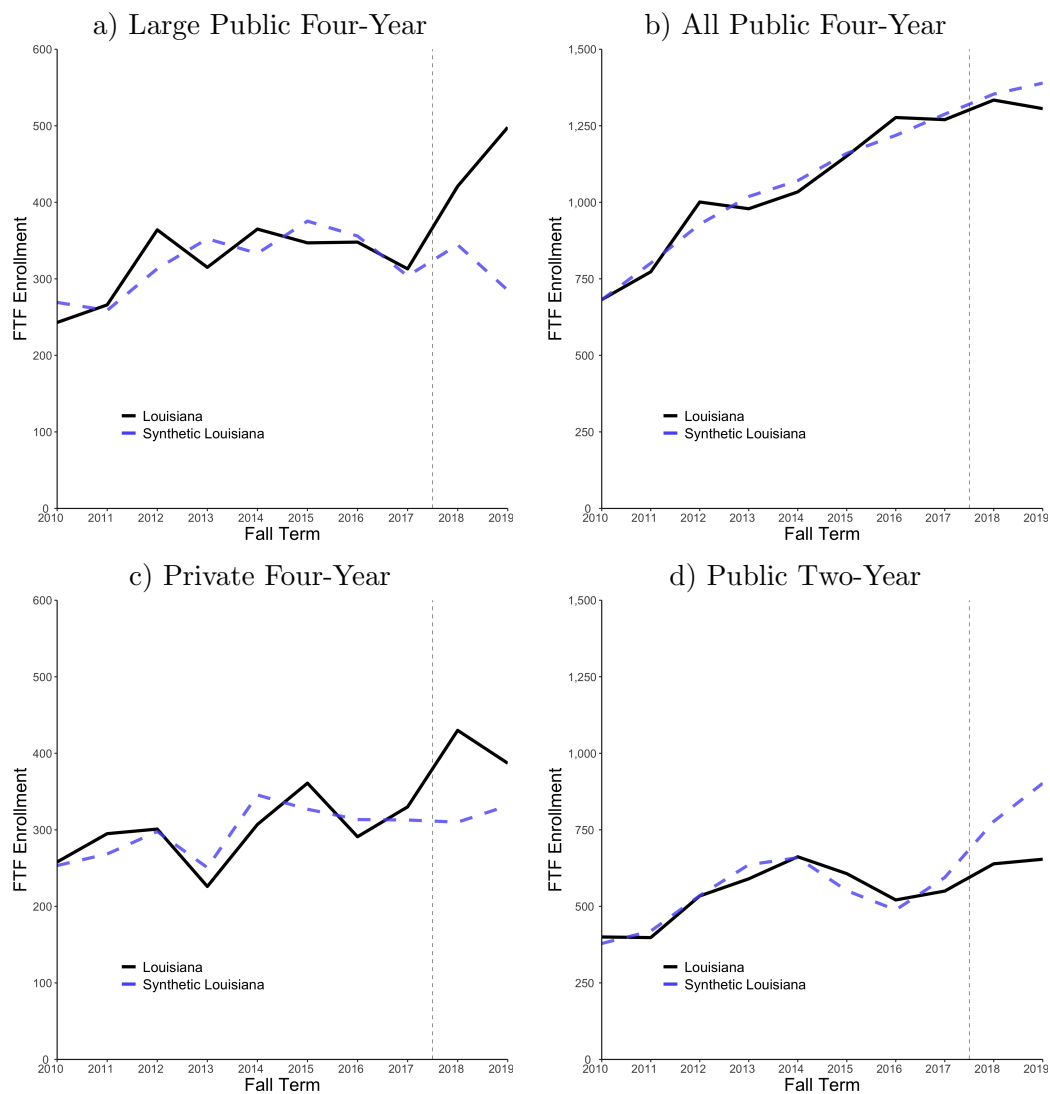 a) Large Public Four-Year
600
500
400
300
200
100
0
FTF Enrollment
Louisiana
Synthetic Louisiana
2010 2011 2012 2013 2014 2015 2016 2017 2018 2019
Fall Term
b) All Public Four-Year
1,500
1,250
1,000
750
500
250
0
FTF Enrollment
Louisiana
Synthetic Louisiana
2010 2011 2012 2013 2014 2015 2016 2017 2018 2019
Fall Term
c) Private Four-Year
600
500
400
300
200
100
0
FTF Enrollment
Louisiana
Synthetic Louisiana
2010 2011 2012 2013 2014 2015 2016 2017 2018 2019
Fall Term
d) Public Two-Year
1,500
1,250
1,000
750
500
250
0
FTF Enrollment
Louisiana
Synthetic Louisiana
2010 2011 2012 2013 2014 2015 2016 2017 2018 2019
Fall Term